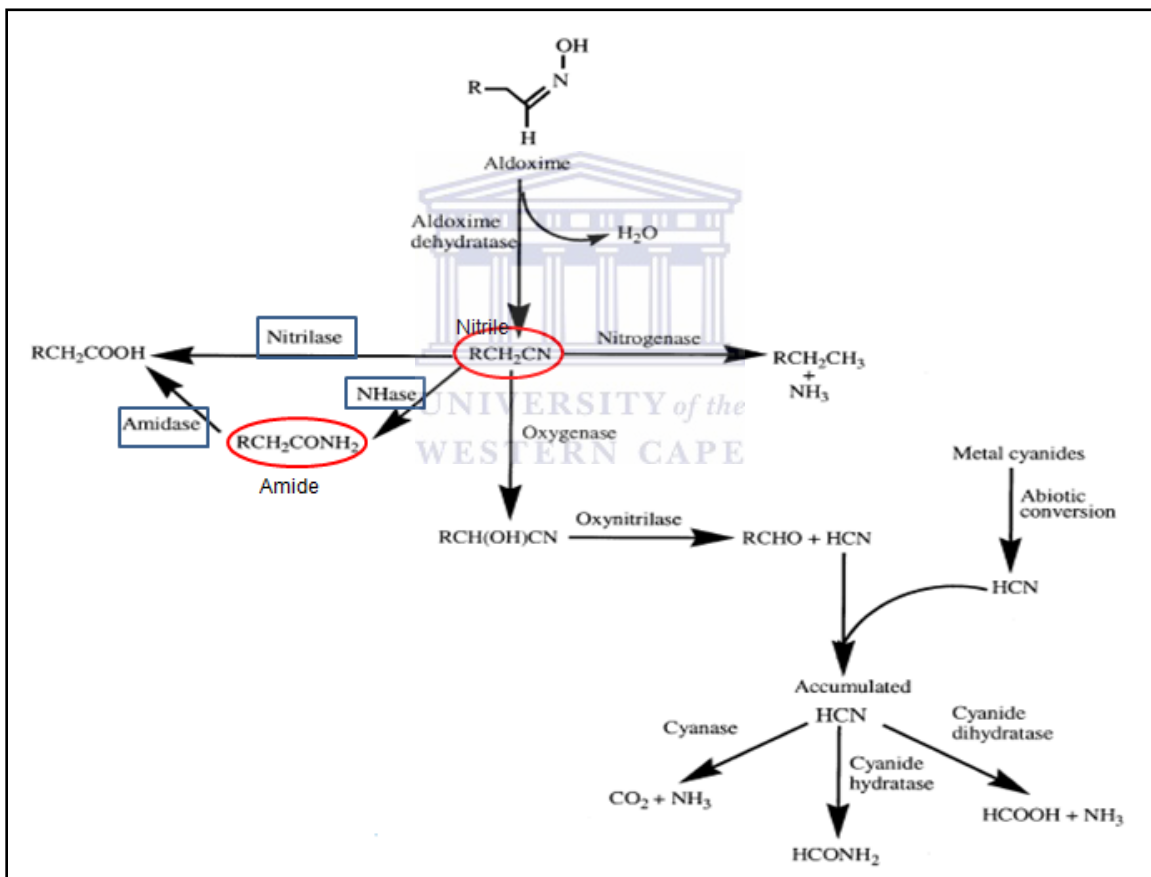 OH
N
R
H
Aldoxime
Aldoxime
dehydratase
H₂O
Nitrile
Nitrilase
Nitrogenase
RCH₂COOH
RCH₂CN
RCH₂CH₃
+
NH₃
NHase
UNIVERSITY of the
Amidase
Oxygenase
RCH₂CONH₂
WESTERN CAPE
Metal cyanides
Amide
Abiotic
conversion
Oxynitrilase
RCH(OH)CN
RCHO + HCN
HCN
Accumulated
HCN
Cyanase
Cyanide
dihydratase
Cyanide
hydratase
CO₂ + NH₃
HCOOH + NH₃
HCONH₂